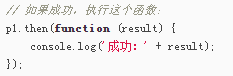 // 如果成功，执行这个函数:
p1.then(function (result) {
    console.log('成功：' + result);
});